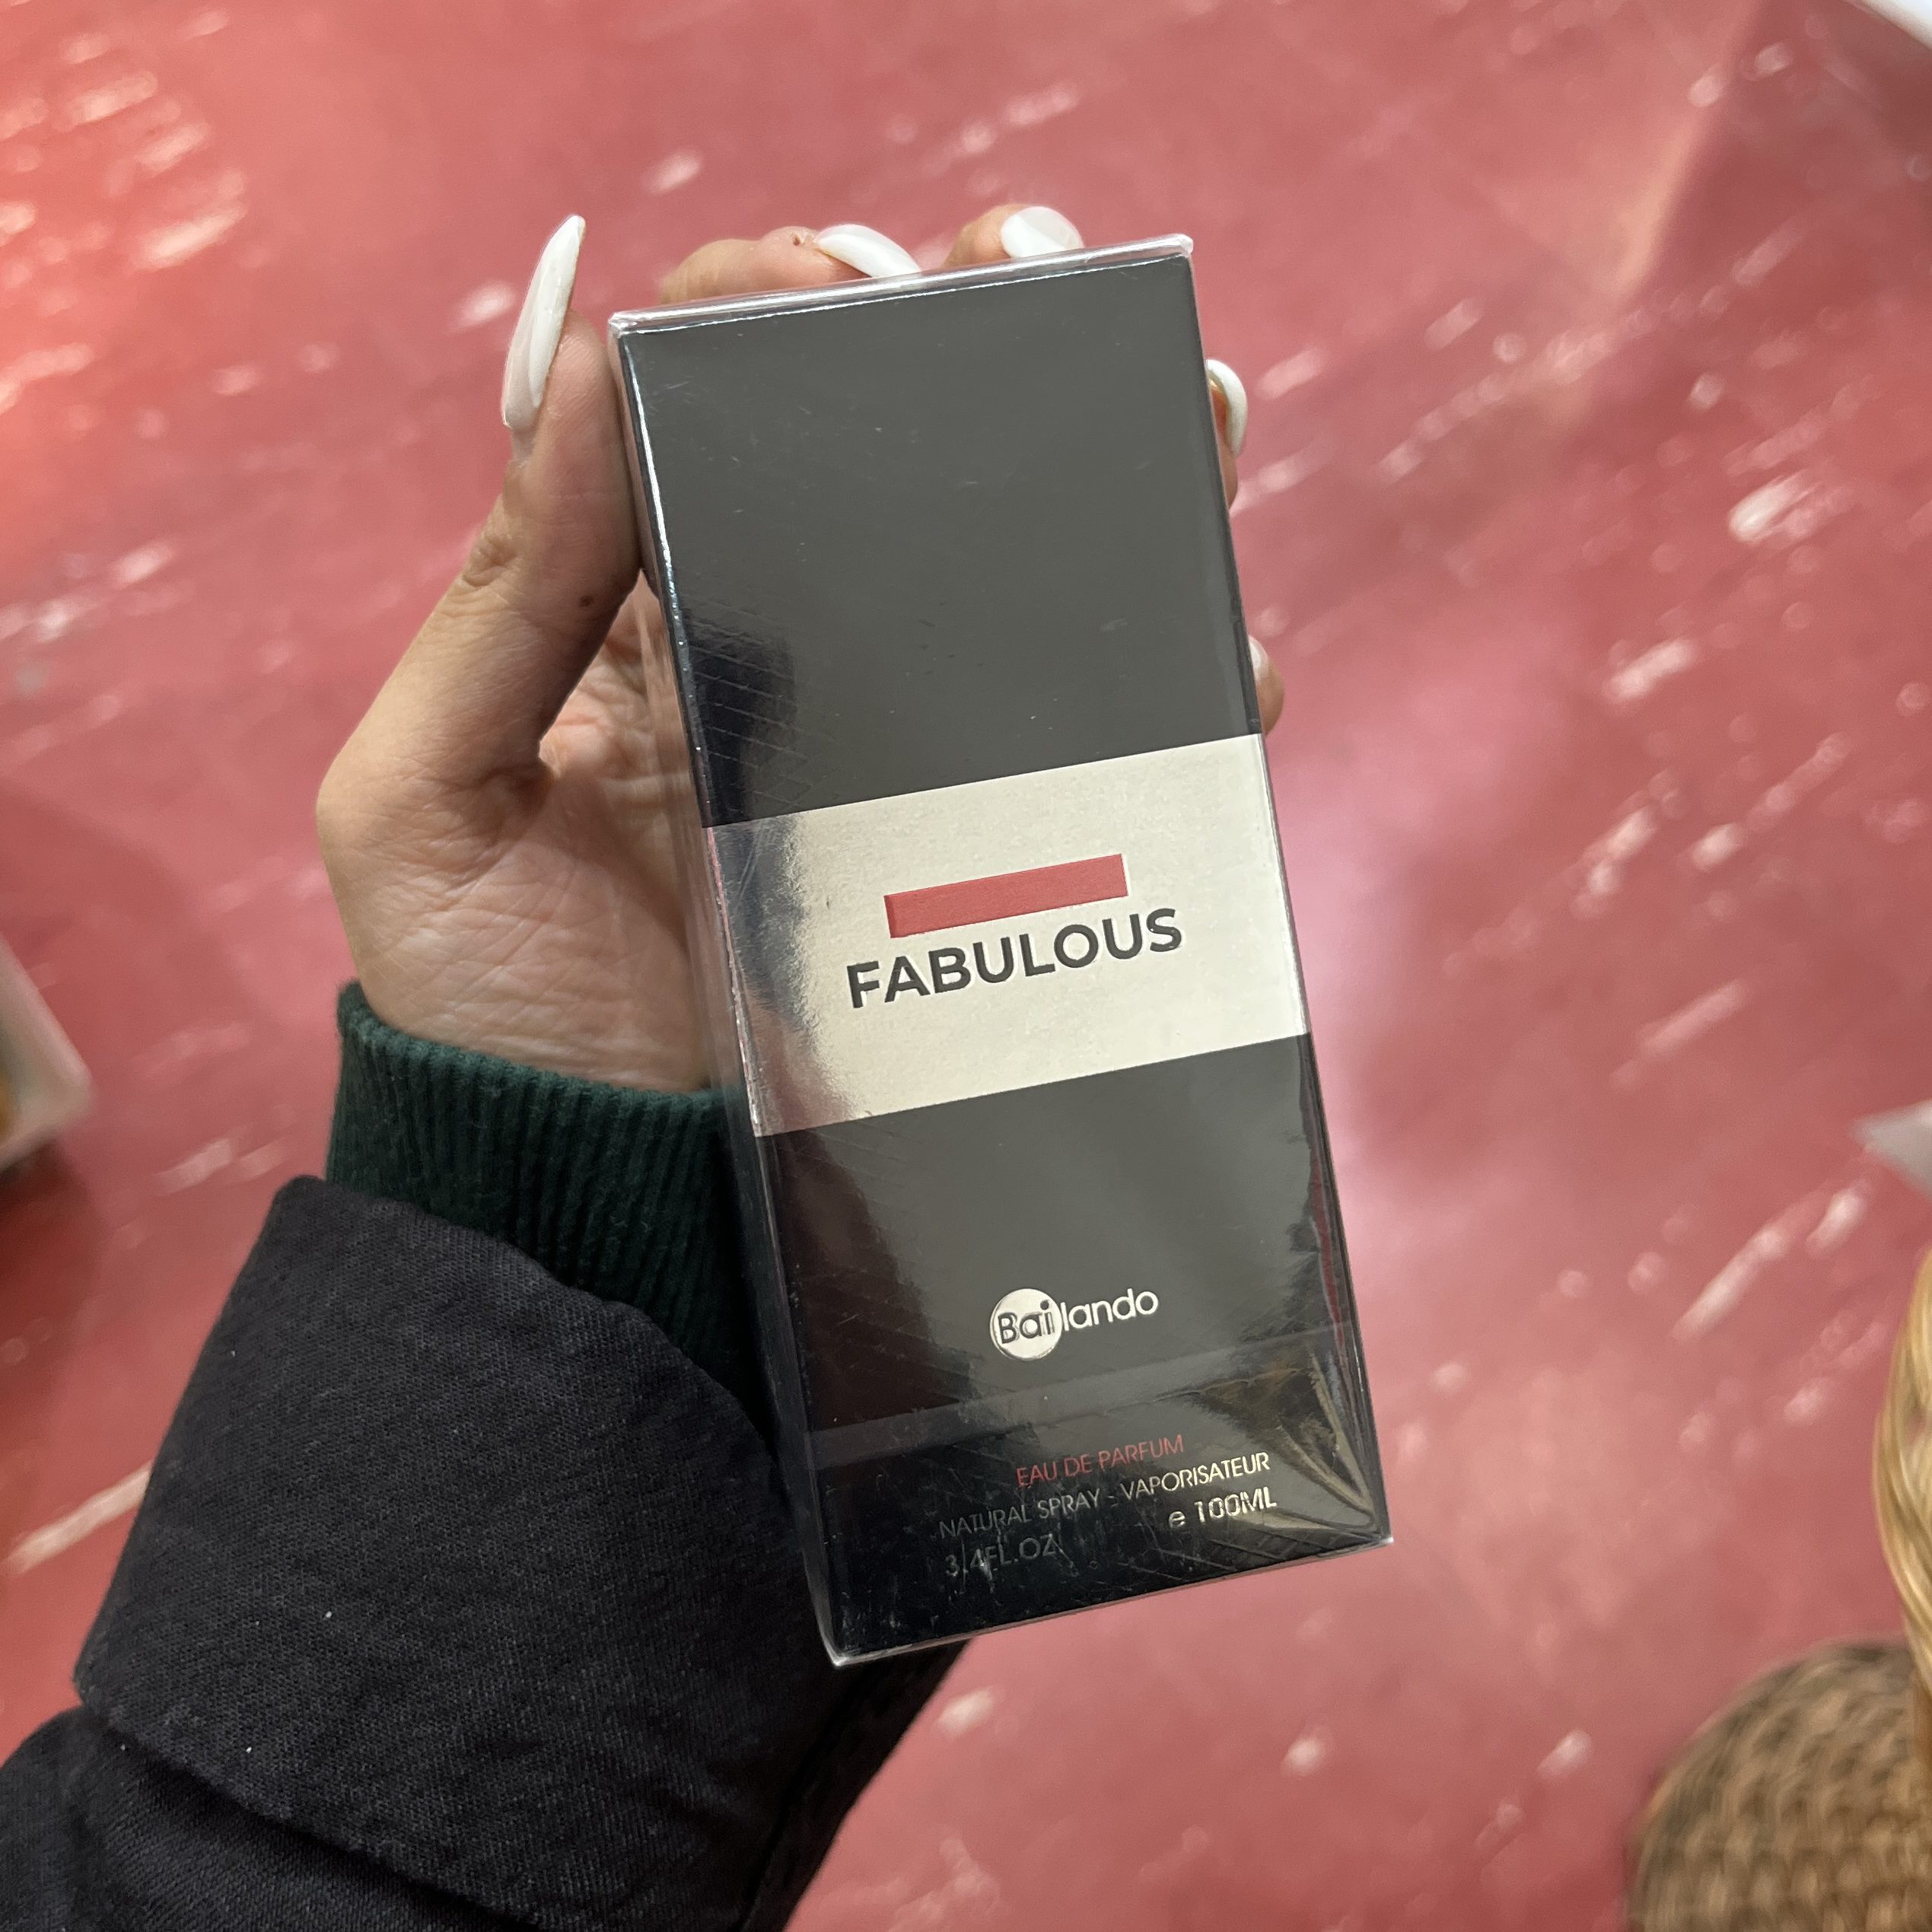 FABULOUS
Bailando
EAU DE PARFUM
NATURAL SPRAY - VAPORISATEUR
3.4FL.OZ e 100ML